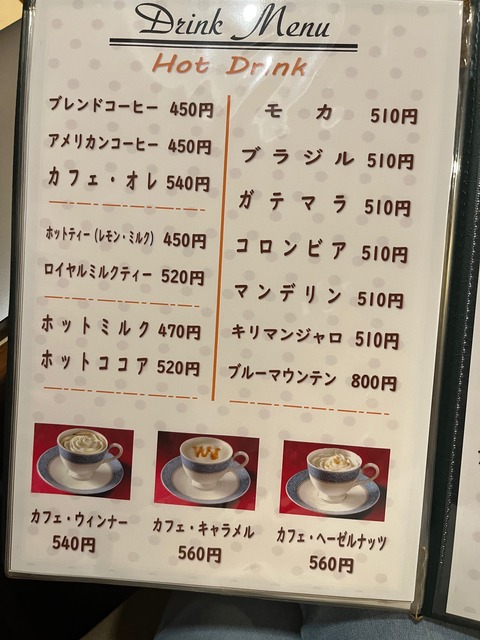 Drink Menu
Hot Drink
ブレンドコーヒー 450円
アメリカンコーヒー 450円
カフェ・オレ 540円
ホットティー（レモン・ミルク） 450円
ロイヤルミルクティー 520円
ホットミルク 470円
ホットココア 520円
モカ 510円
ブラジル 510円
ガテマラ 510円
コロンビア 510円
マンデリン 510円
キリマンジャロ 510円
ブルーマウンテン 800円
カフェ・ウィンナー
540円
カフェ・キャラメル
560円
カフェ・ヘーゼルナッツ
560円